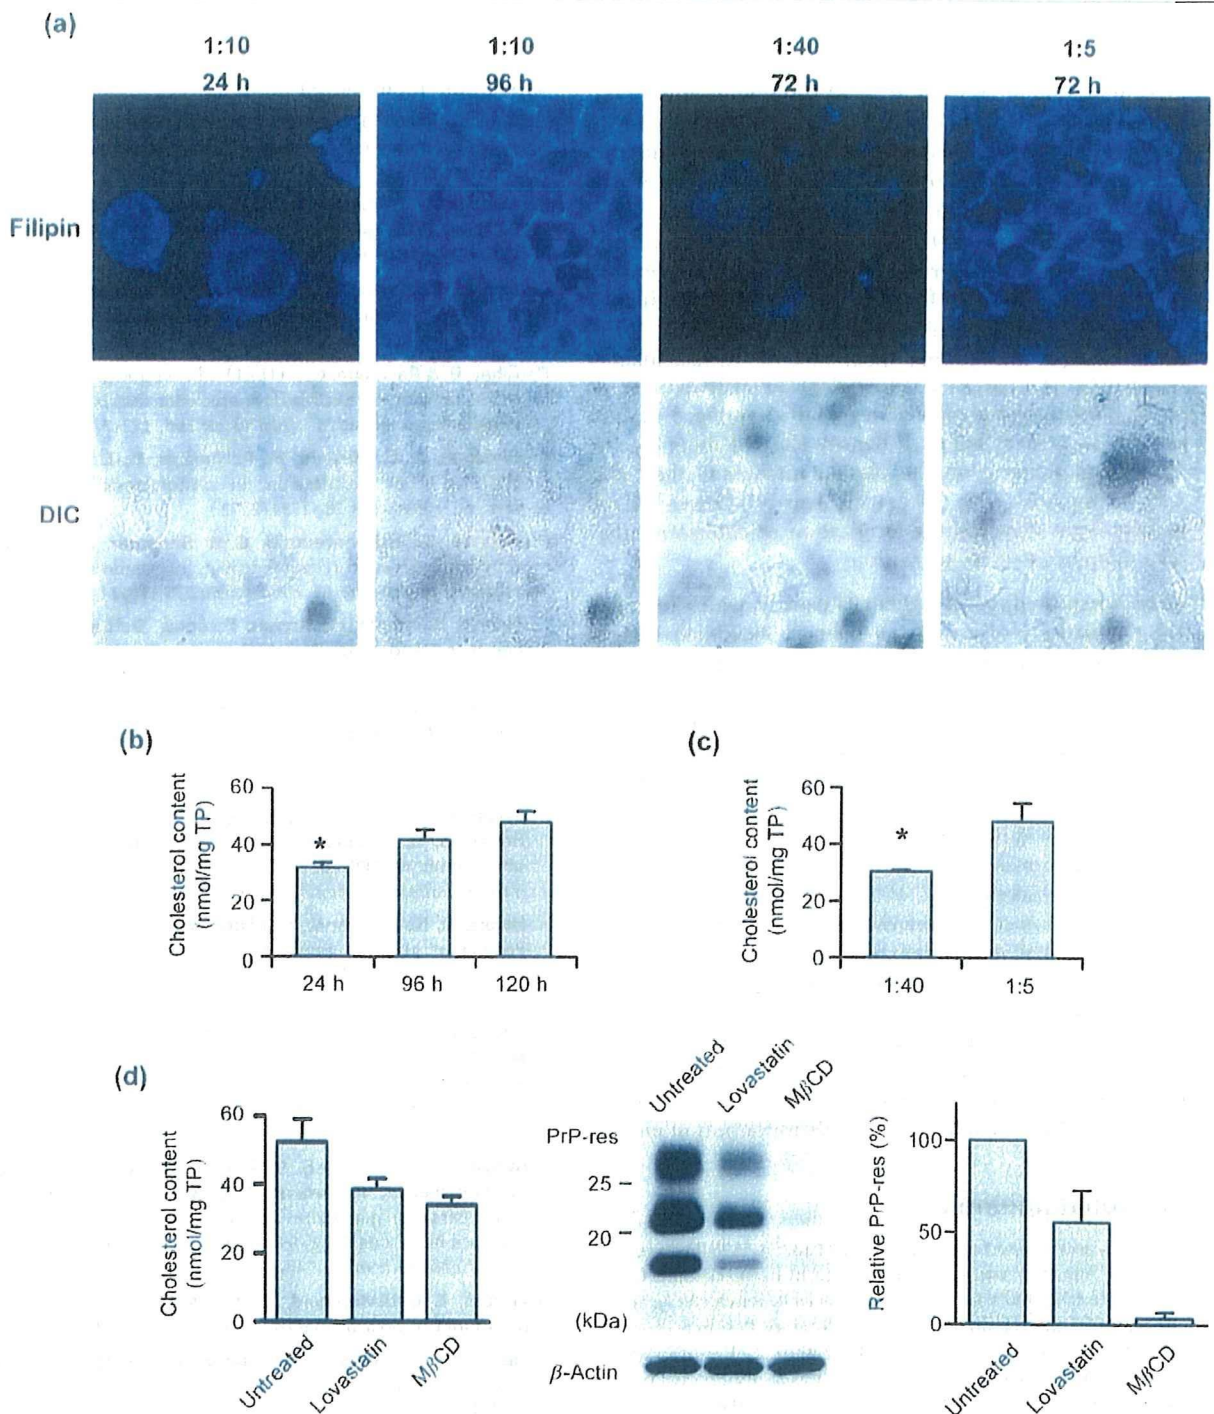 (a)
1:10 1:10 1:40 1:5
24 h 96 h 72 h 72 h
Filipin
DIC
(b)
Cholesterol content
(nmol/mg TP)
60
40
20
0
*
24 h 96 h 120 h
(c)
Cholesterol content
(nmol/mg TP)
60
40
20
0
*
1:40 1:5
(d)
Cholesterol content
(nmol/mg TP)
60
40
20
0
Untreated
Lovastatin
MβCD
Untreated
Lovastatin
MβCD
PrP-res
25
20
(kDa)
β-Actin
Relative PrP-res (%)
100
50
0
Untreated
Lovastatin
MβCD